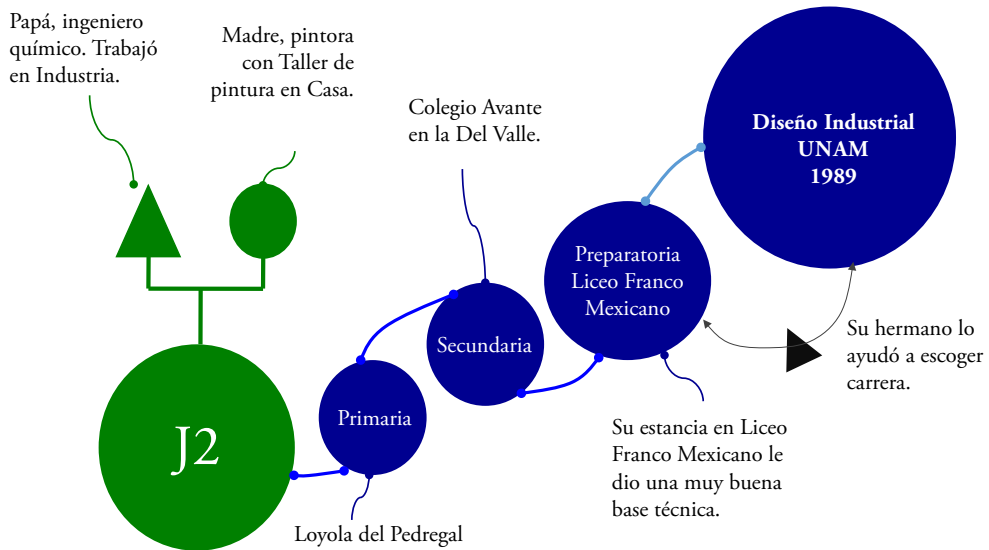 Papá, ingeniero
químico. Trabajó
en Industria.
Madre, pintora
con Taller de
pintura en Casa.
Colegio Avante
en la Del Valle.
Diseño Industrial
UNAM
1989
Preparatoria
Liceo Franco
Mexicano
Secundaria
Primaria
J2
Su hermano lo
ayudó a escoger
carrera.
Su estancia en Liceo
Franco Mexicano le
dio una muy buena
base técnica.
Loyola del Pedregal